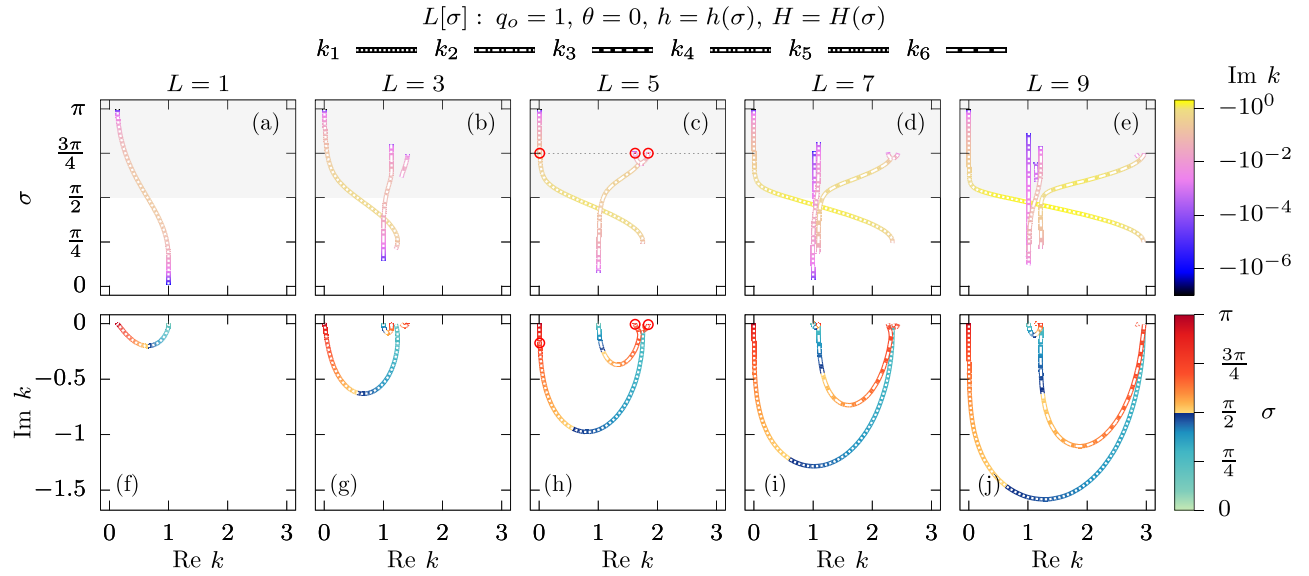 L[σ] : q_o = 1, θ = 0, h = h(σ), H = H(σ)
k_1 k_2 k_3 k_4 k_5 k_6
L = 1 L = 3 L = 5 L = 7 L = 9 Im k
(a) (b) (c) (d) (e)
π
3π/4
π/2
π/4
0
σ
−10^0
−10^−2
−10^−4
−10^−6
0
−0.5
−1
−1.5
Im k
(f) (g) (h) (i) (j)
π
3π/4
π/2
π/4
0
σ
0 1 2 3 0 1 2 3 0 1 2 3 0 1 2 3 0 1 2 3
Re k Re k Re k Re k Re k